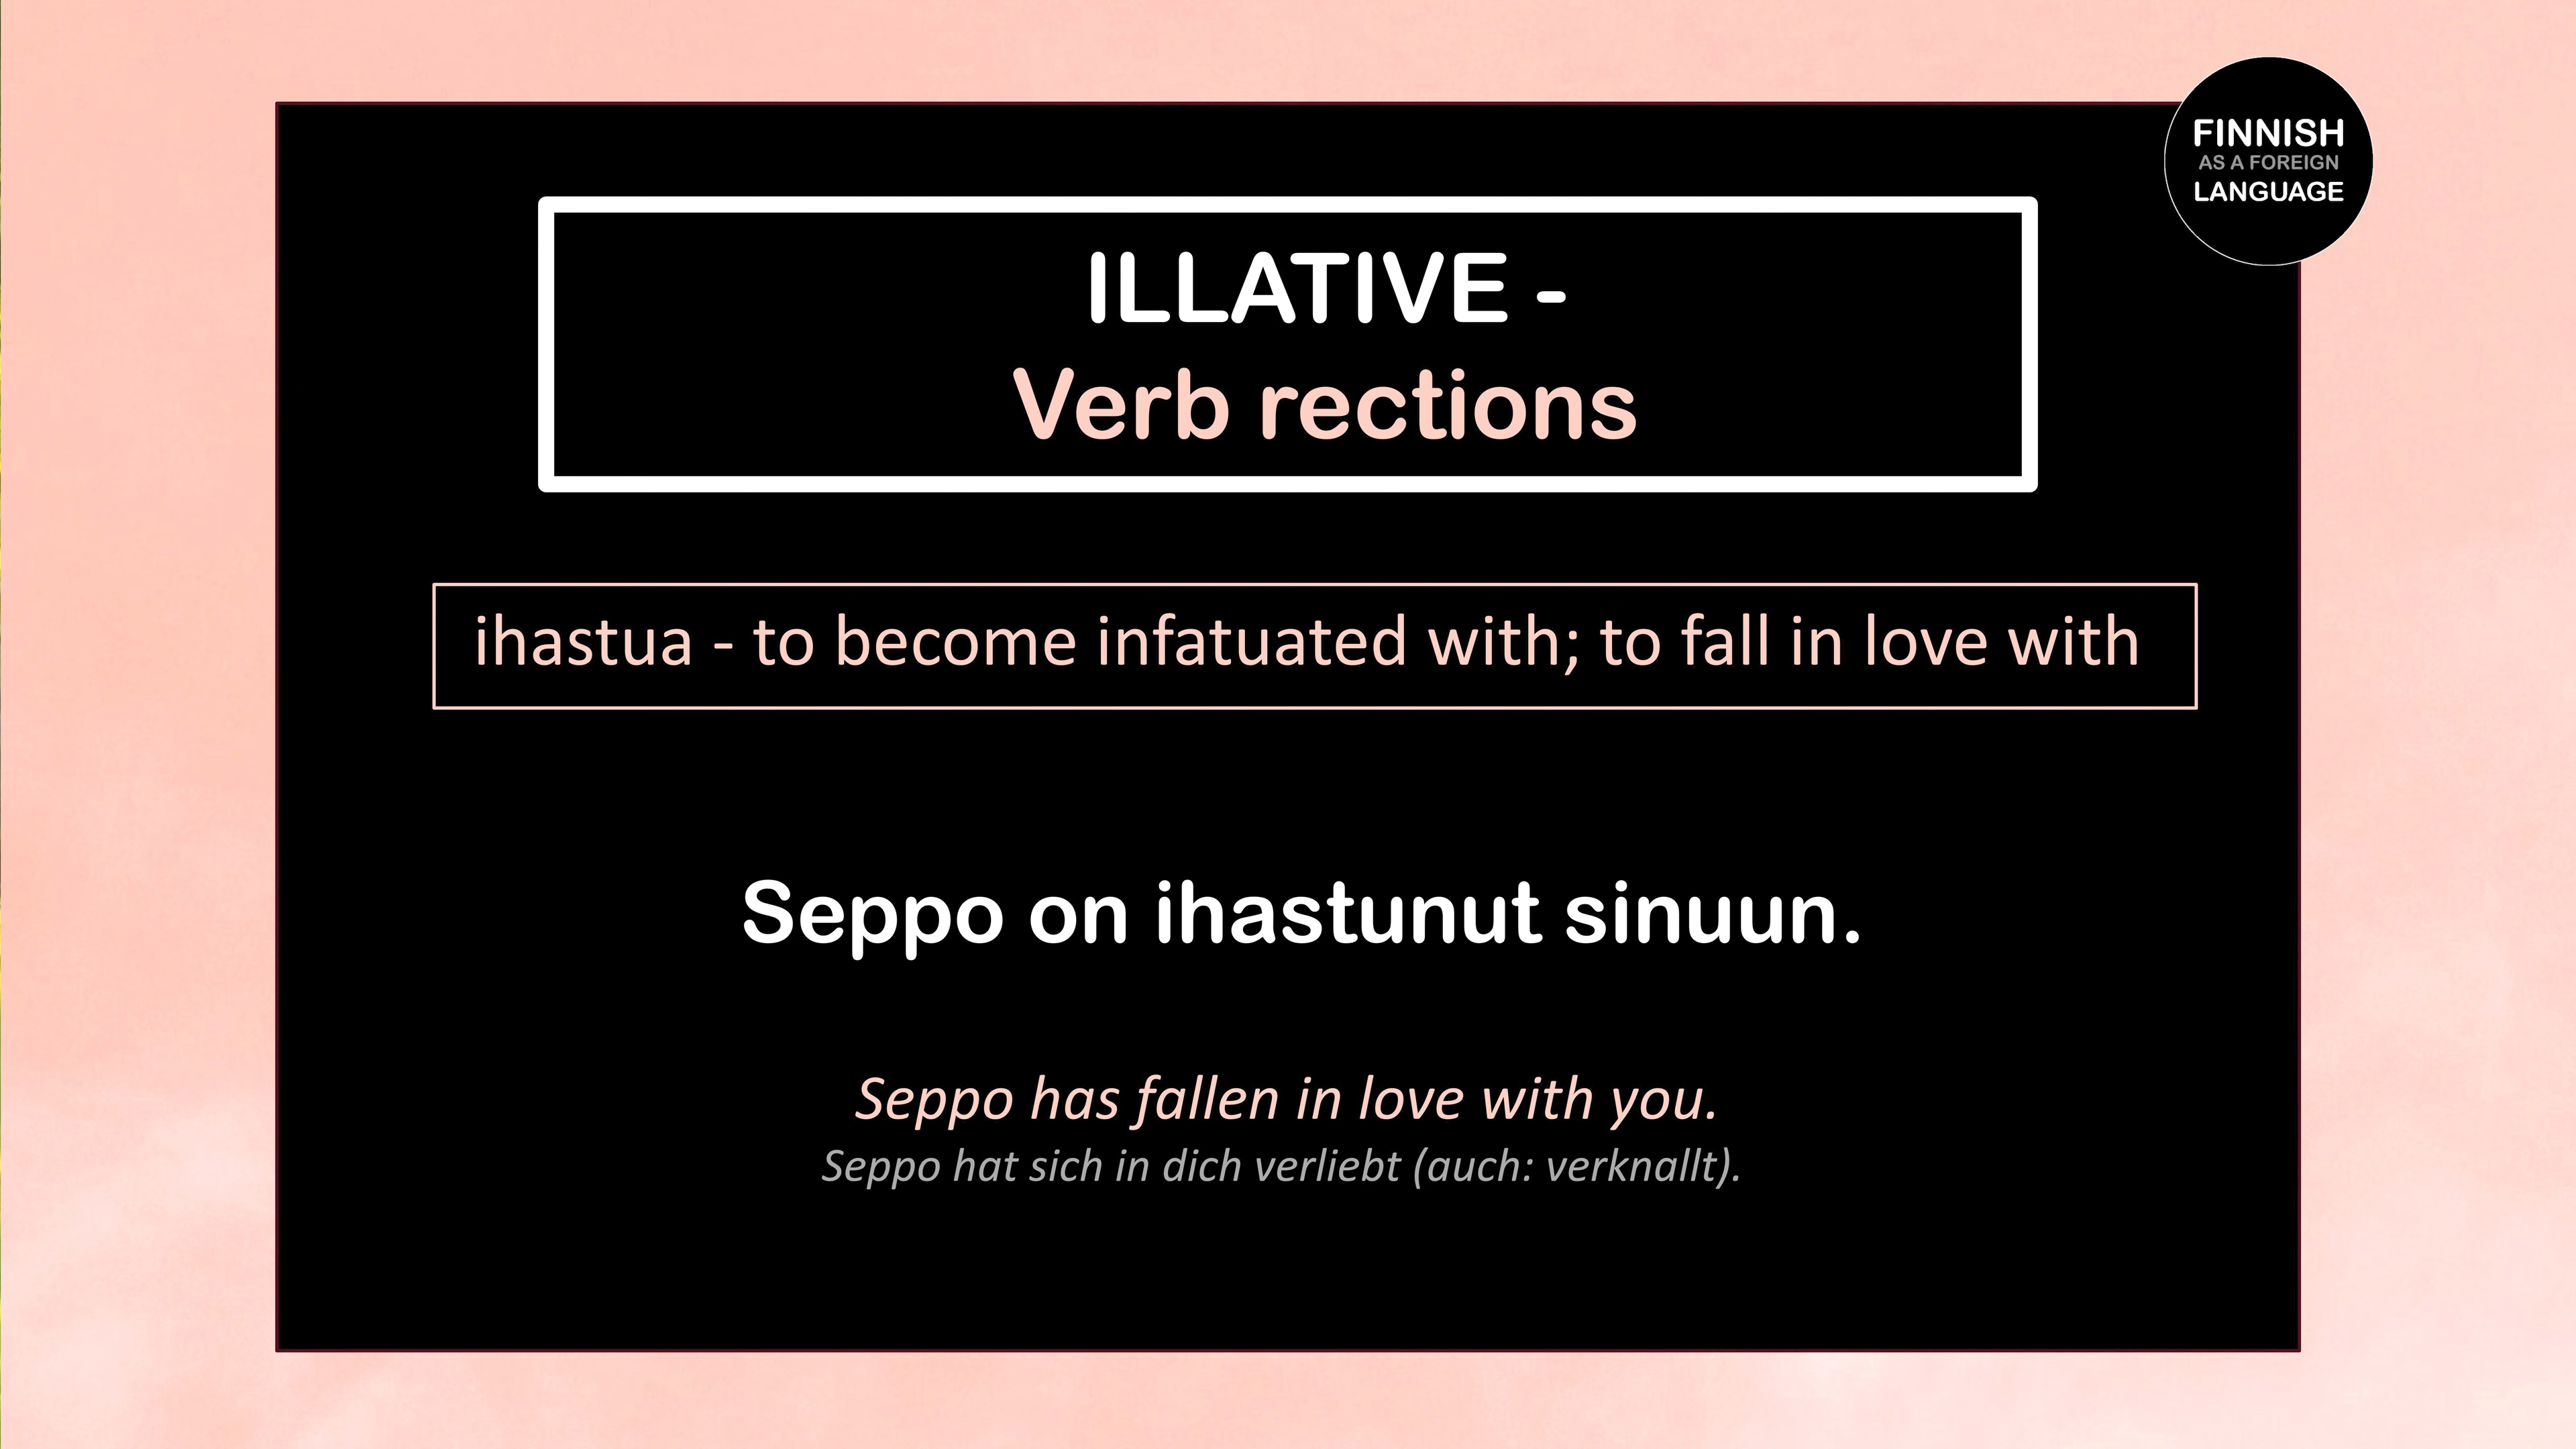 FINNISH
AS A FOREIGN
LANGUAGE
ILLATIVE -
Verb rections
ihastua - to become infatuated with; to fall in love with
Seppo on ihastunut sinuun.
Seppo has fallen in love with you.
Seppo hat sich in dich verliebt (auch: verknallt).